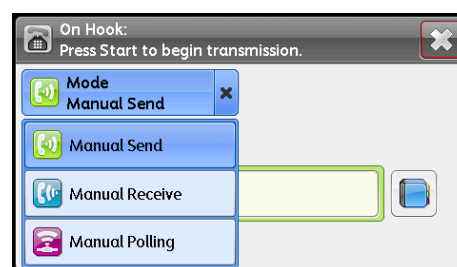 On Hook:
Press Start to begin transmission.
Mode
Manual Send
Manual Send
Manual Receive
Manual Polling